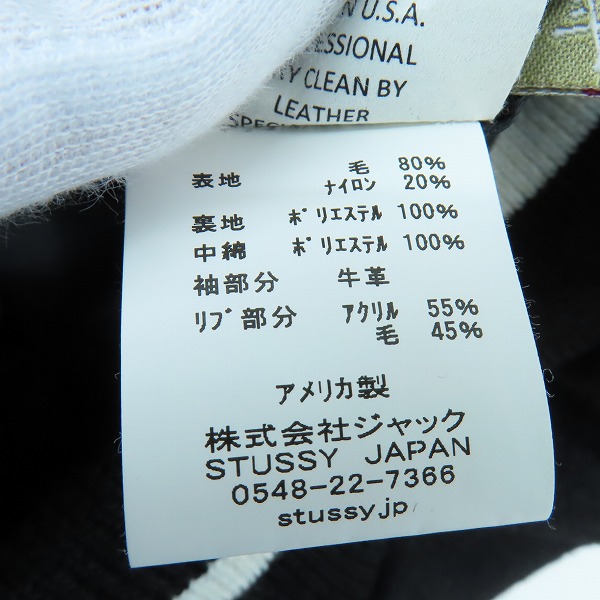 N U.S.A.
ESSIONAL
Y CLEAN BY
LEATHER
SPECI
表地 毛 80%
ナイロン 20%
裏地 ポリエステル 100%
中綿 ポリエステル 100%
袖部分 牛革
リブ部分 アクリル 55%
毛 45%
アメリカ製
株式会社ジャック
STUSSY JAPAN
0548-22-7366
stussy.jp